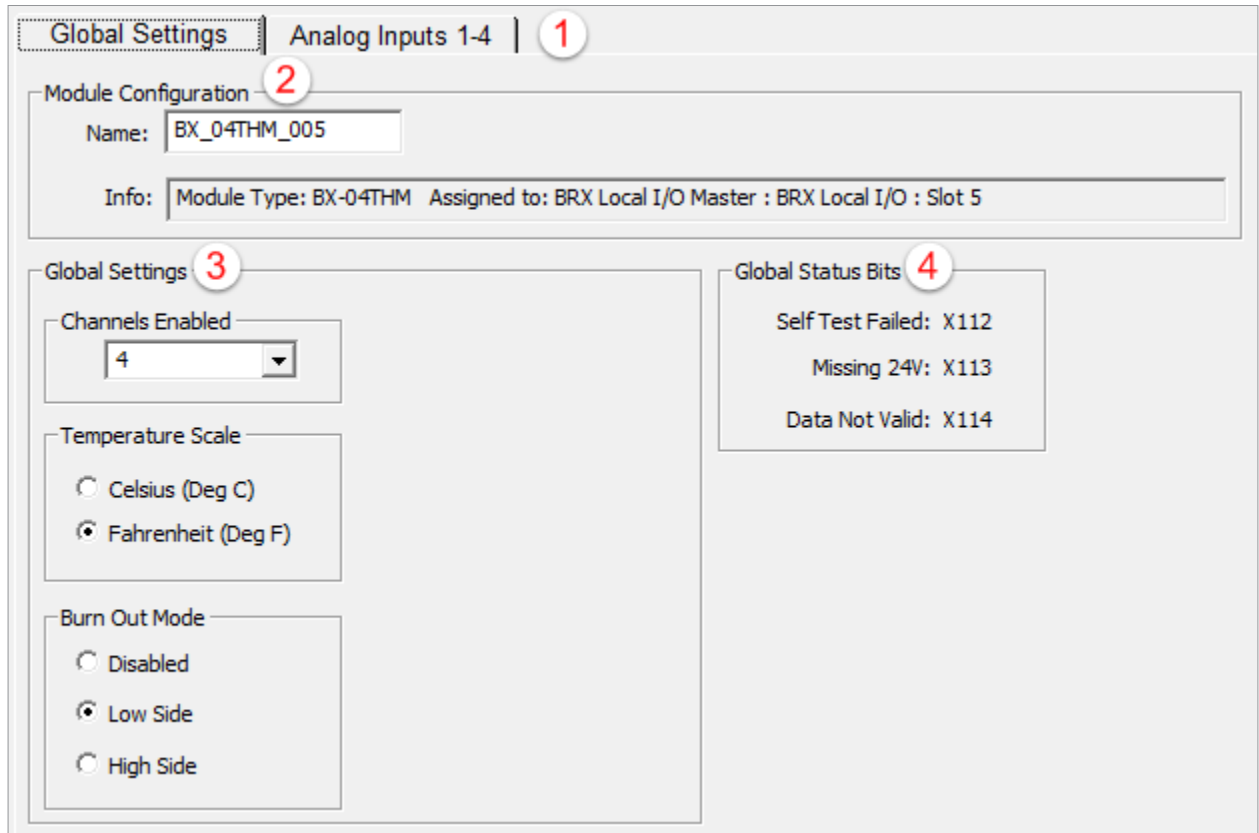 Global Settings Analog Inputs 1-4 1
Module Configuration 2
Name: BX_04THM_005
Info: Module Type: BX-04THM Assigned to: BRX Local I/O Master : BRX Local I/O : Slot 5
Global Settings 3
Channels Enabled
4
Temperature Scale
Celsius (Deg C)
Fahrenheit (Deg F)
Burn Out Mode
Disabled
Low Side
High Side
Global Status Bits 4
Self Test Failed: X112
Missing 24V: X113
Data Not Valid: X114